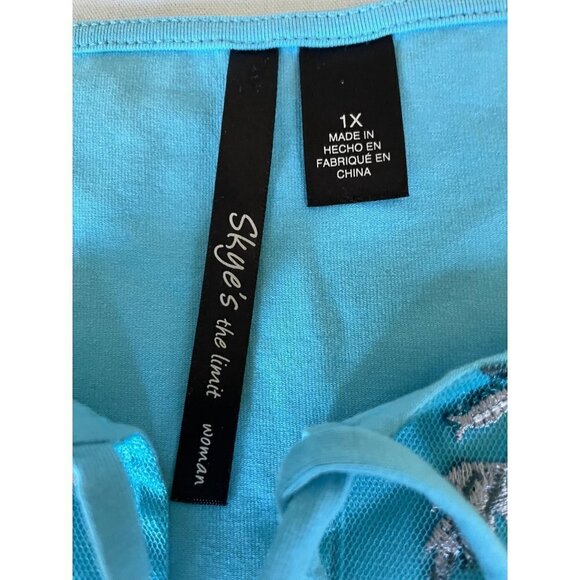 Skye's the limit woman
1X
MADE IN
HECHO EN
FABRIQUÉ EN
CHINA